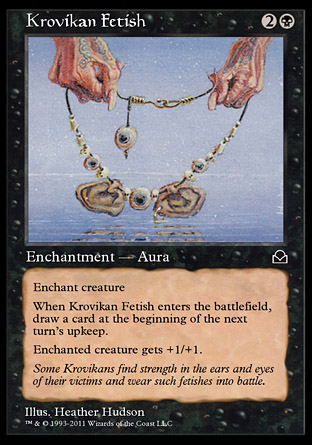 Krovikan Fetish 2
Enchantment — Aura
Enchant creature
When Krovikan Fetish enters the battlefield,
draw a card at the beginning of the next
turn's upkeep.
Enchanted creature gets +1/+1.
Some Krovikans find strength in the ears and eyes
of their victims and wear such fetishes into battle.
Illus. Heather Hudson
™ & © 1993-2011 Wizards of the Coast LLC